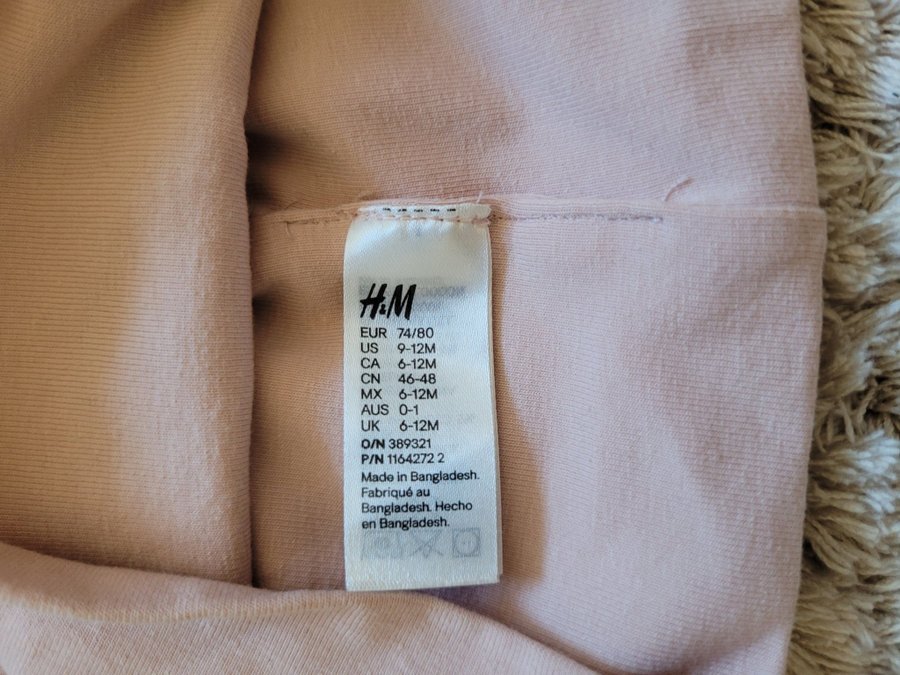 H&M
EUR 74/80
US 9-12M
CA 6-12M
CN 46-48
MX 6-12M
AUS 0-1
UK 6-12M
O/N 389321
P/N 1164272 2
Made in Bangladesh.
Fabriqué au
Bangladesh. Hecho
en Bangladesh.